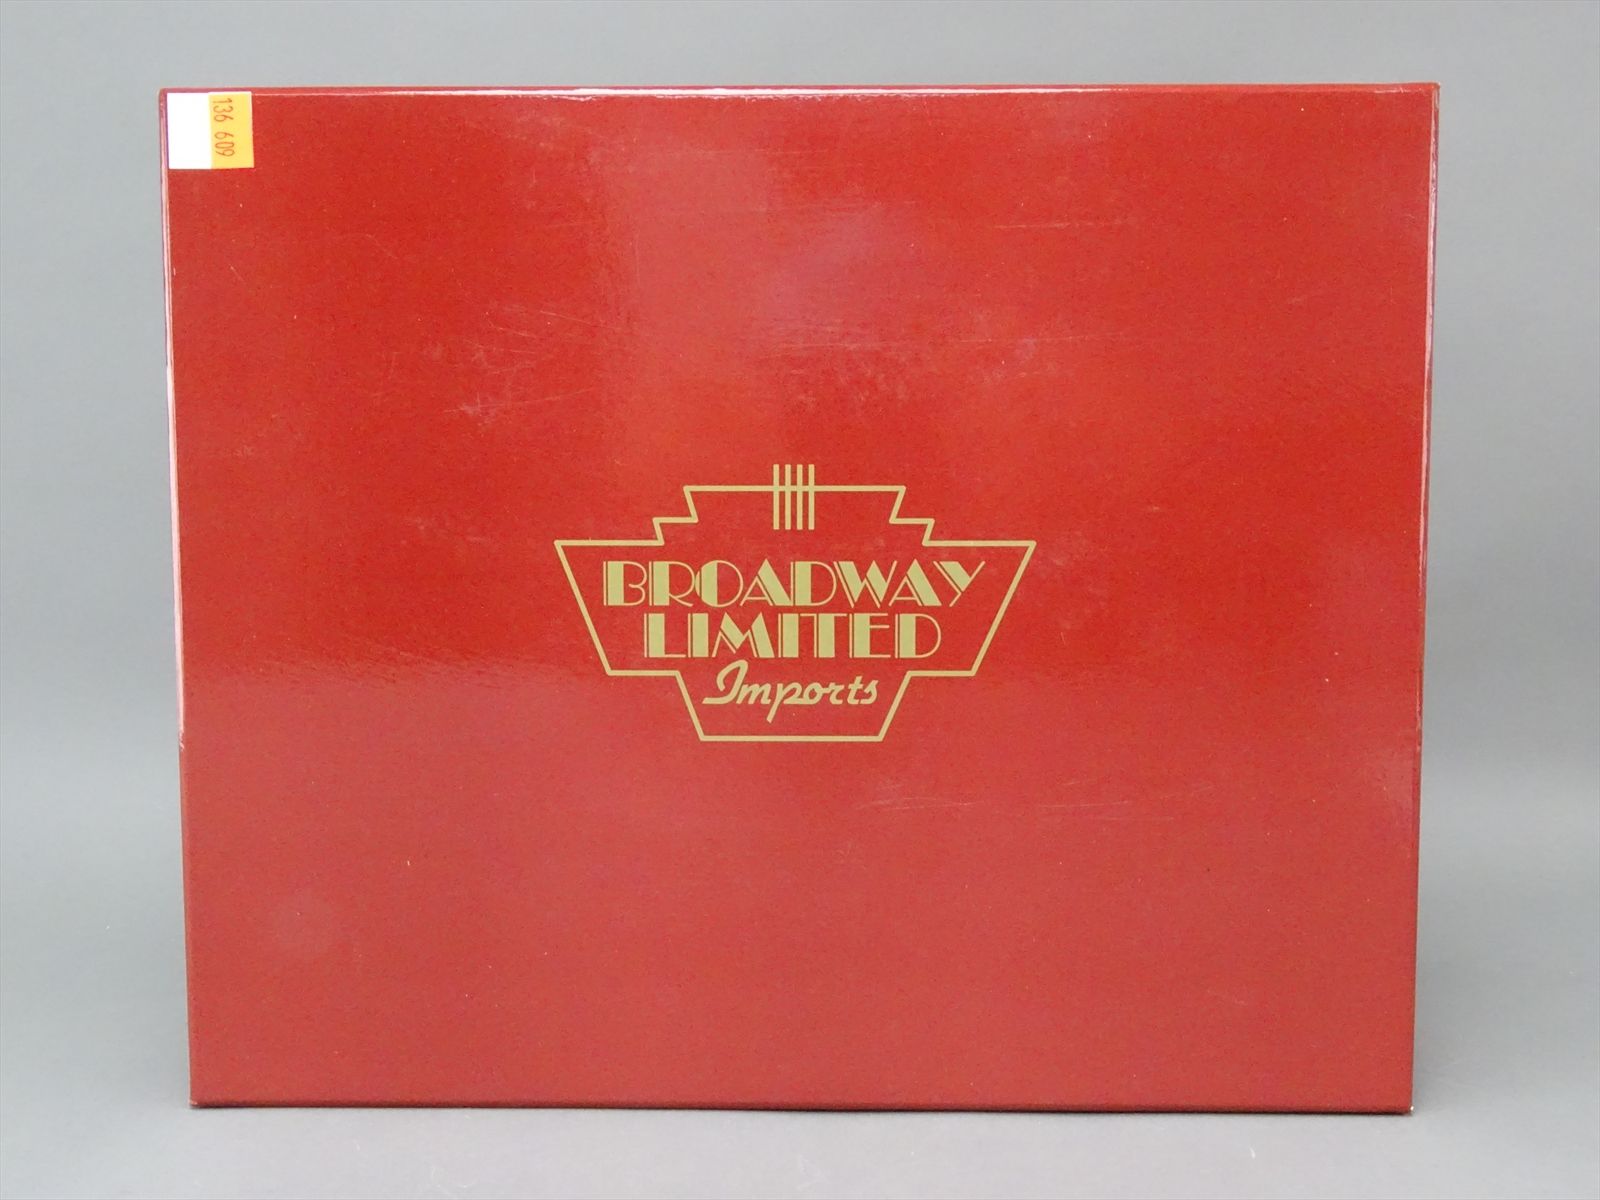 136 609
BROADWAY
LIMITED
Imports